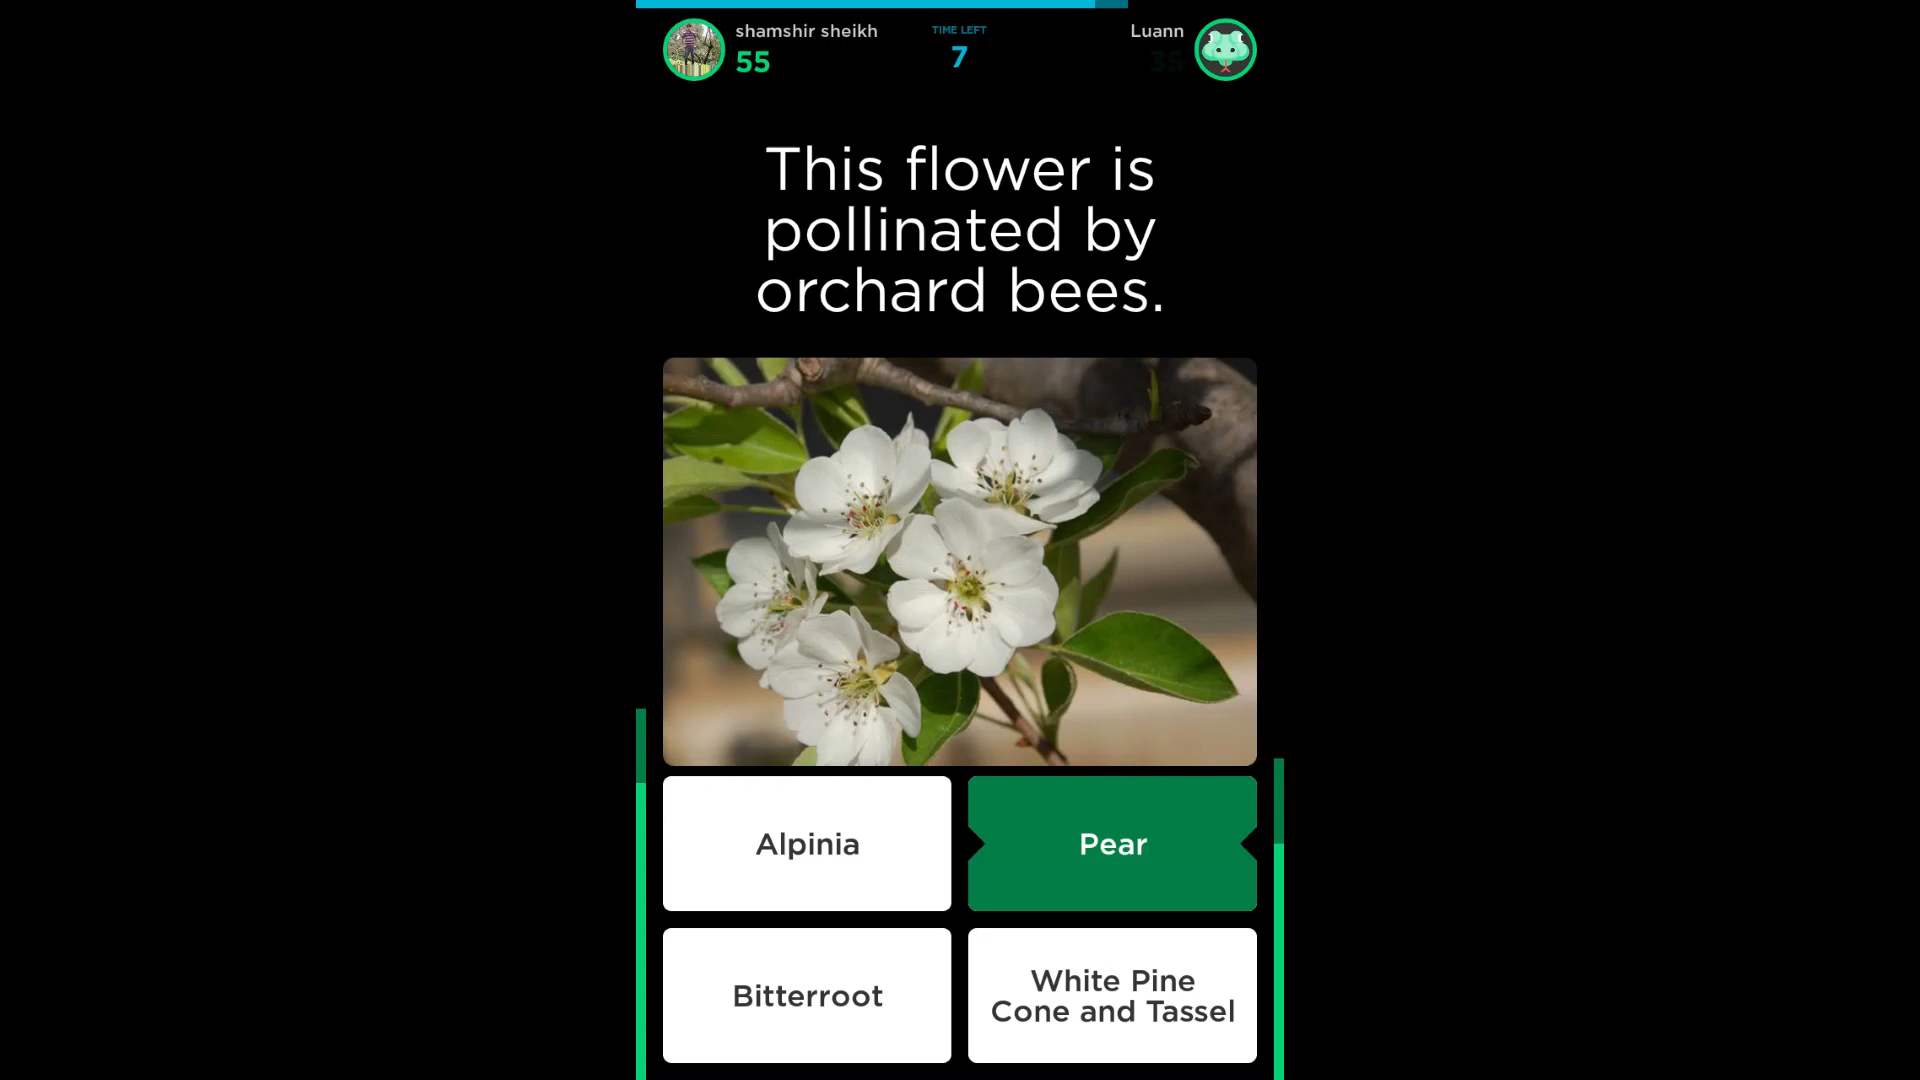 shamshir sheikh
55
TIME LEFT
7
Luann
35
This flower is
pollinated by
orchard bees.
Alpinia
Pear
Bitterroot
White Pine
Cone and Tassel